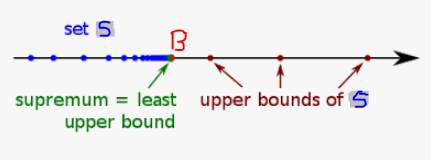 set S
B
supremum = least
upper bound
upper bounds of S